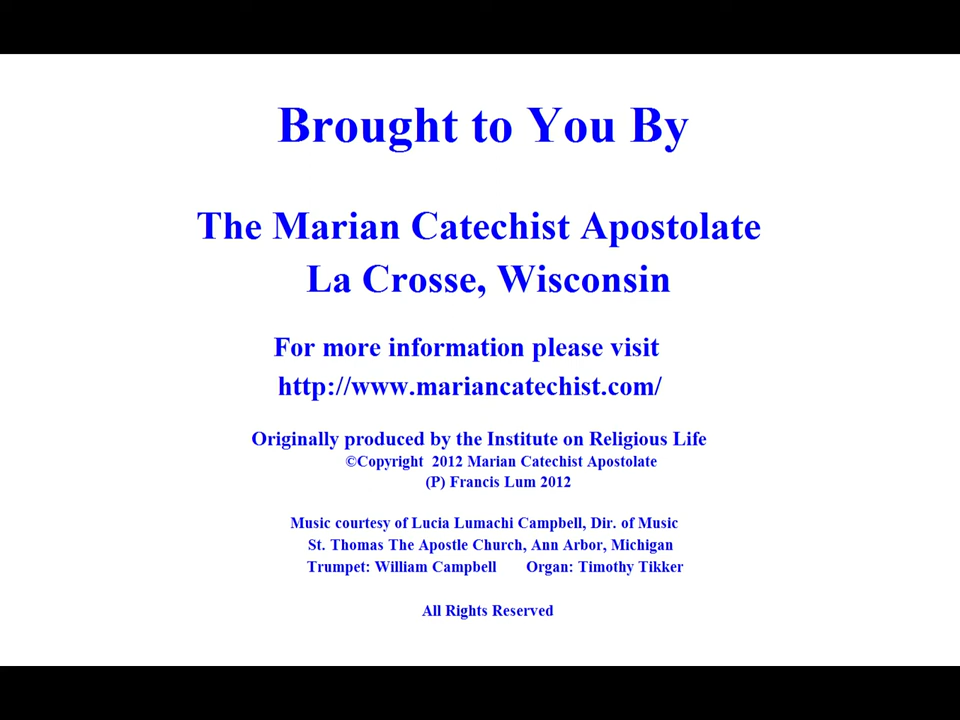 Brought to You By
The Marian Catechist Apostolate
La Crosse, Wisconsin
For more information please visit
http://www.mariancatechist.com/
Originally produced by the Institute on Religious Life
©Copyright 2012 Marian Catechist Apostolate
(P) Francis Lum 2012
Music courtesy of Lucia Lumachi Campbell, Dir. of Music
St. Thomas The Apostle Church, Ann Arbor, Michigan
Trumpet: William Campbell Organ: Timothy Tikker
All Rights Reserved